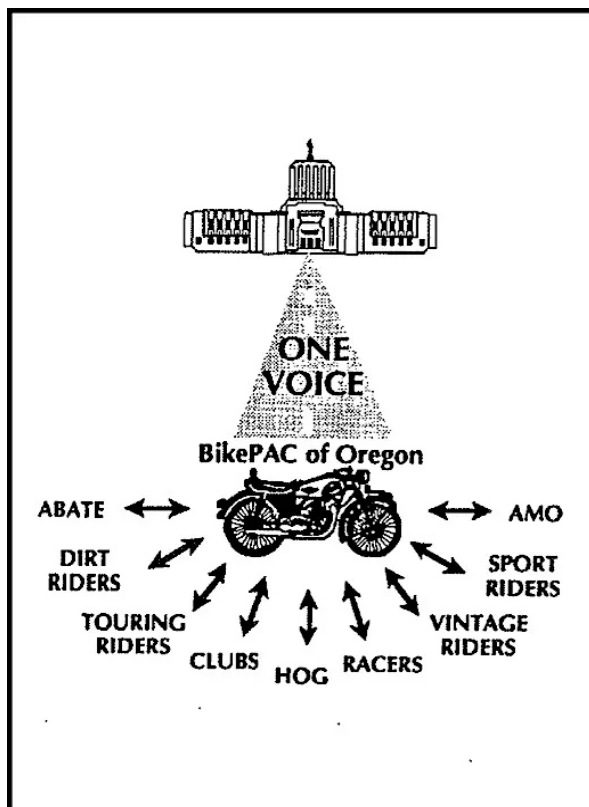 ONE
VOICE
BikePAC of Oregon
ABATE
AMO
DIRT
RIDERS
SPORT
RIDERS
TOURING
RIDERS
VINTAGE
RIDERS
CLUBS
HOG
RACERS